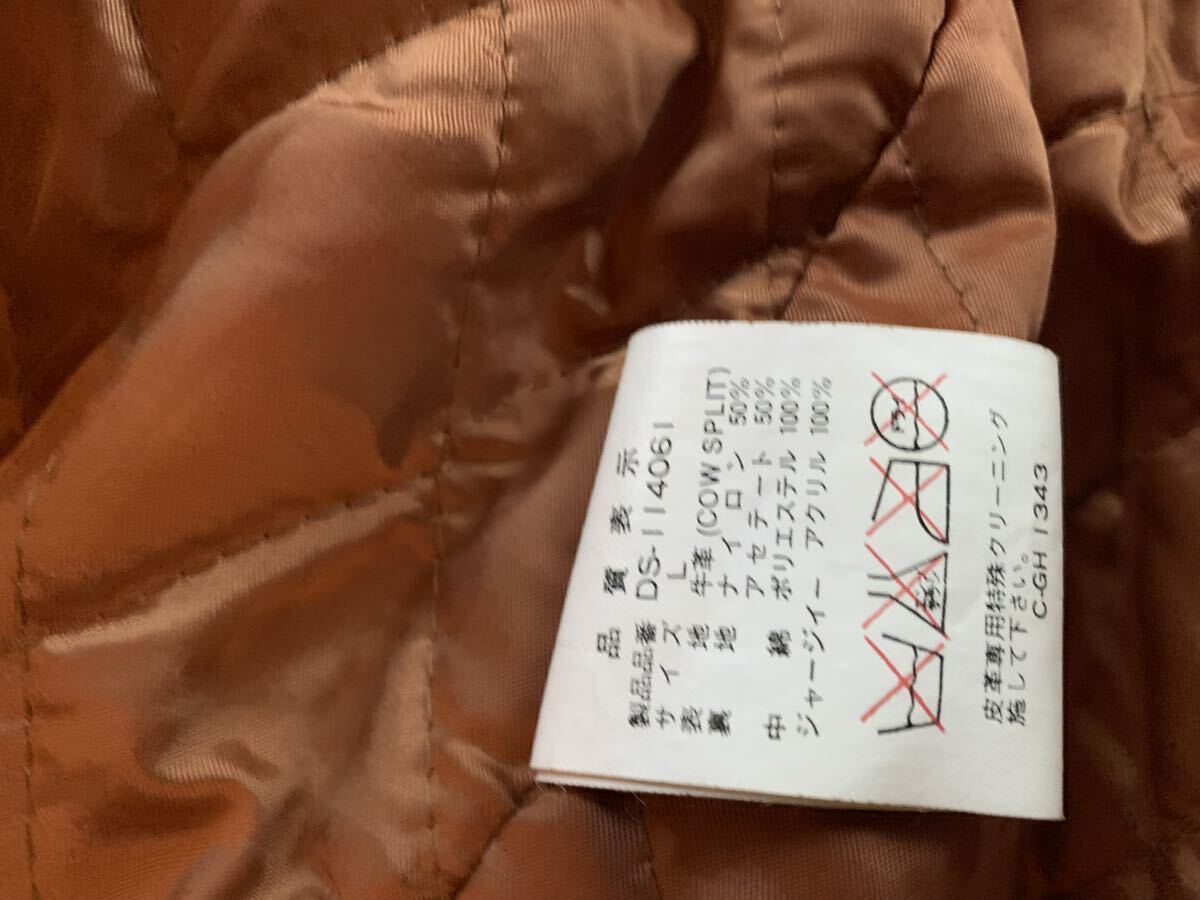 品質表示
製品品番 DS-114061
サイズ L
表地 牛革 (COW SPLIT)
裏地 ナイロン 50%
アセテート 50%
中綿 ポリエステル 100%
ジャージィー アクリル 100%
皮革専用特殊クリーニング
施して下さい。
C-GH 1343